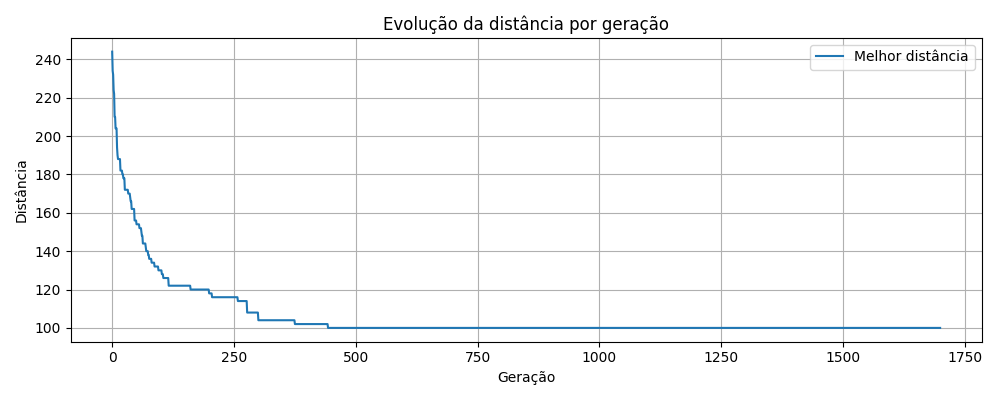 Evolução da distância por geração
Melhor distância
Distância
240
220
200
180
160
140
120
100
0 250 500 750 1000 1250 1500 1750
Geração